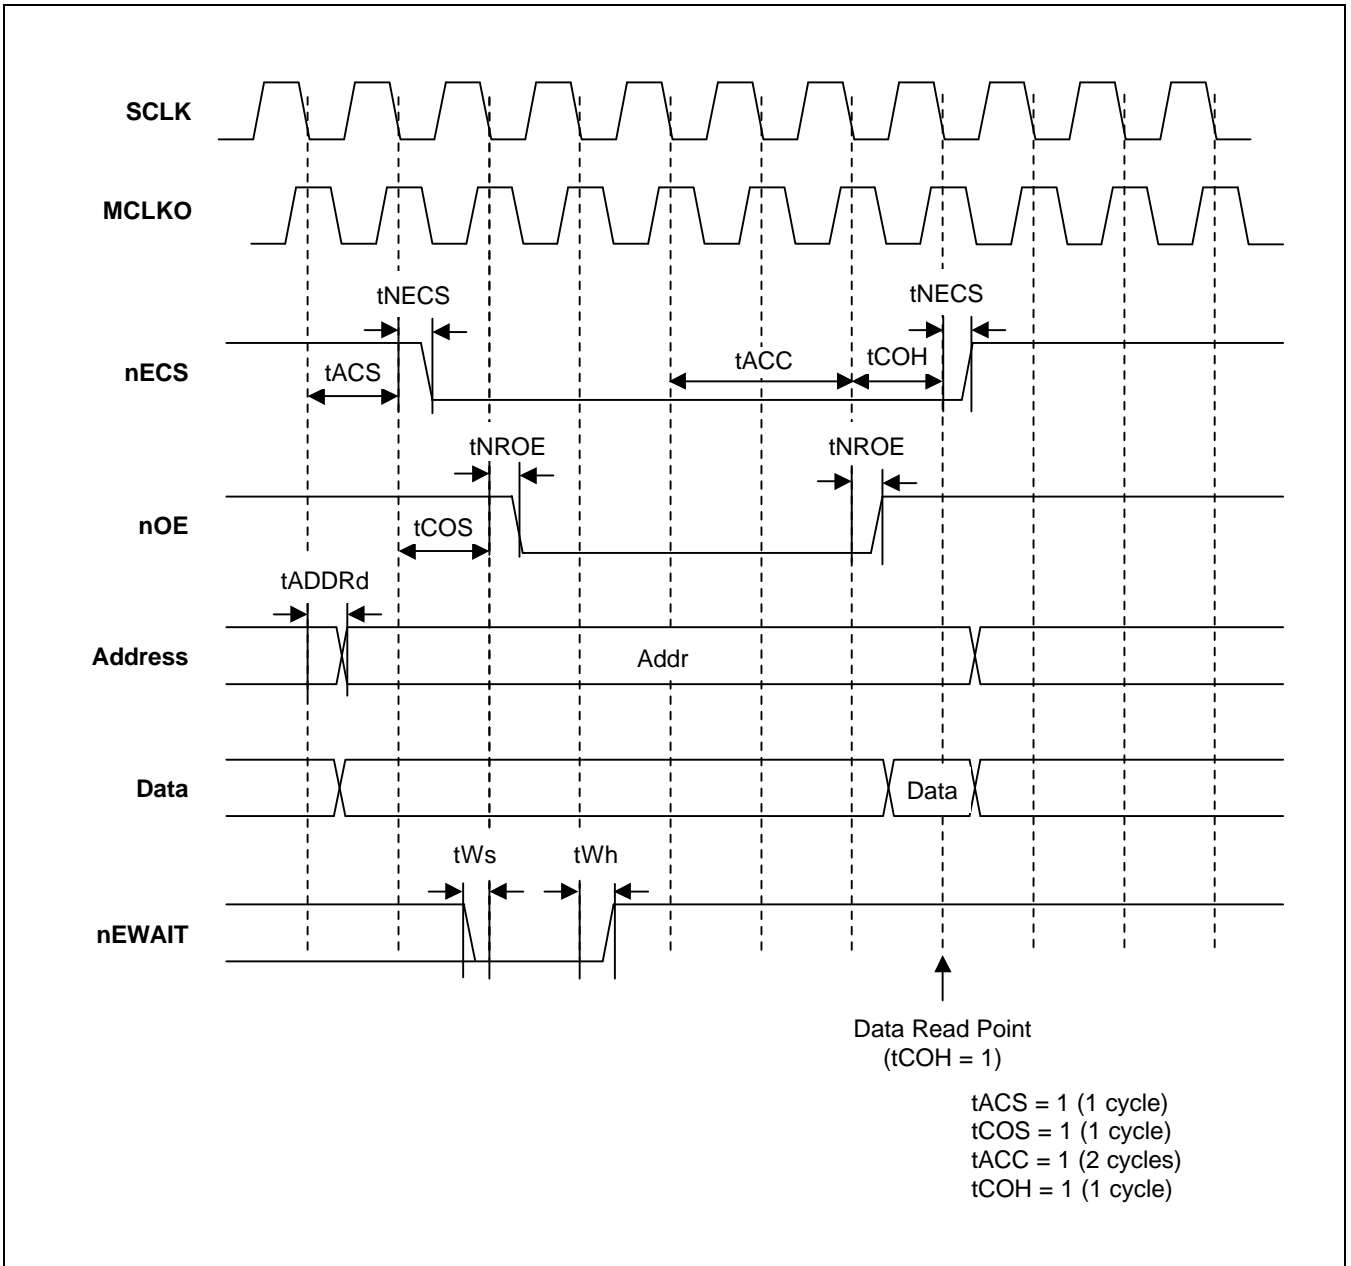 SCLK
MCLKO
tNECS
tNECS
nECS
tACS
tACC
tCOH
tNROE
tNROE
nOE
tCOS
tADDRd
Address
Addr
Data
Data
tWs
tWh
nEWAIT
Data Read Point
(tCOH = 1)
tACS = 1 (1 cycle)
tCOS = 1 (1 cycle)
tACC = 1 (2 cycles)
tCOH = 1 (1 cycle)